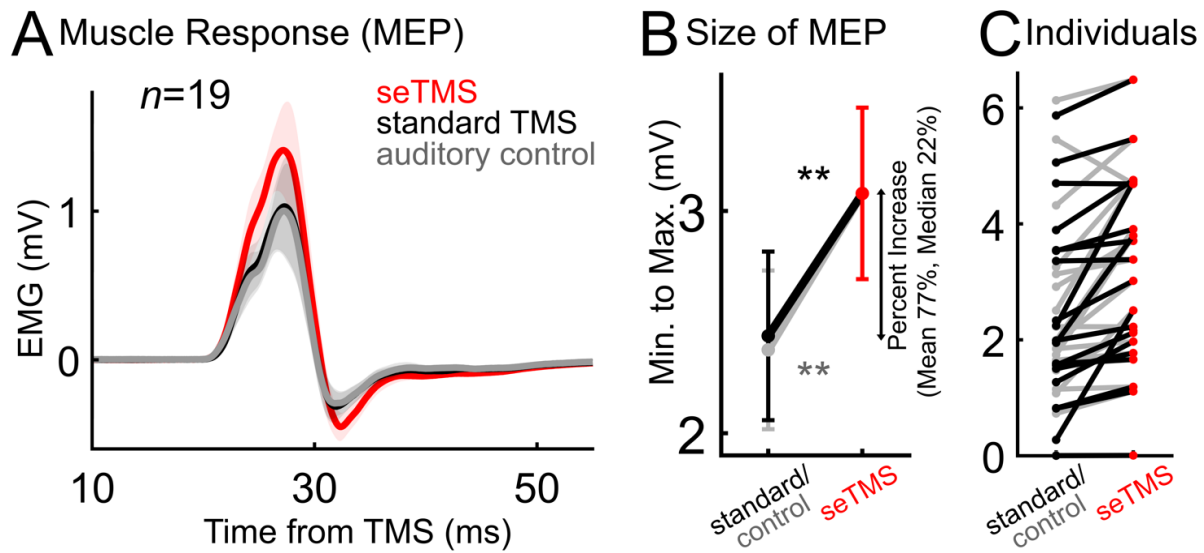 A Muscle Response (MEP)
n=19
seTMS
standard TMS
auditory control
EMG (mV)
1
0
10
30
50
Time from TMS (ms)
B Size of MEP
Min. to Max. (mV)
3
2
**
**
Percent Increase
(Mean 77%, Median 22%)
standard/
control
seTMS
C Individuals
6
4
2
0
standard/
control
seTMS